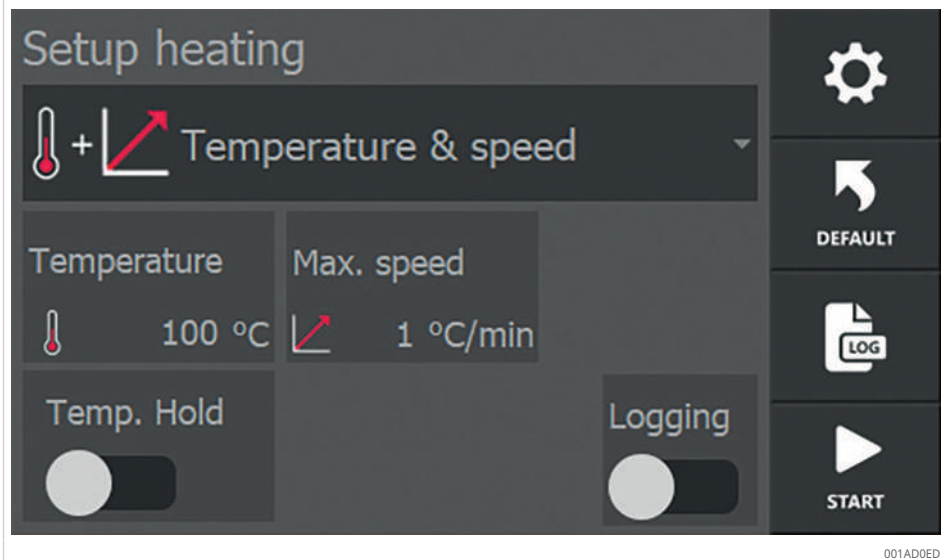 Setup heating
+ Temperature & speed
Temperature
100 °C
Max. speed
1 °C/min
Temp. Hold
Logging
DEFAULT
LOG
START
001AD0ED